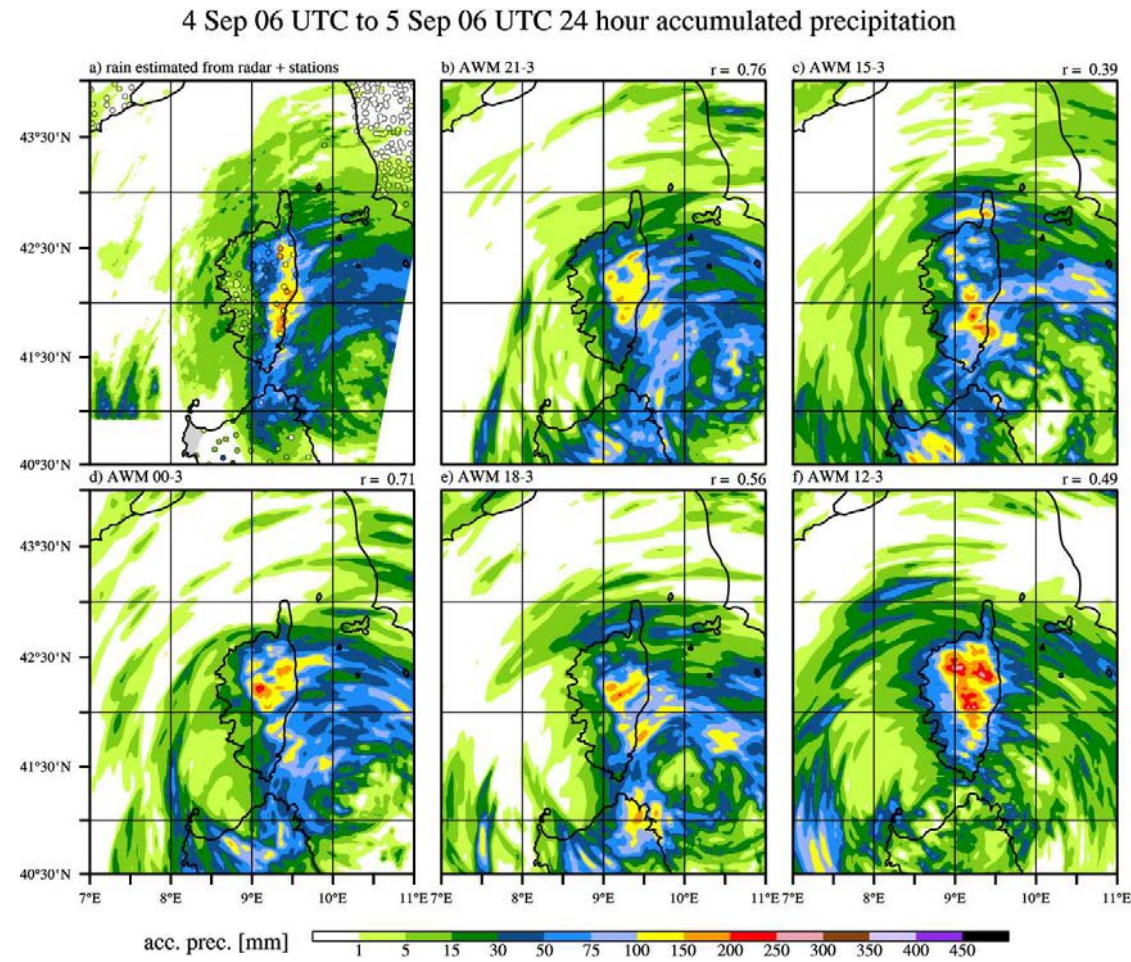 4 Sep 06 UTC to 5 Sep 06 UTC 24 hour accumulated precipitation
a) rain estimated from radar + stations
b) AWM 21-3 r = 0.76
c) AWM 15-3 r = 0.39
43°30'N
42°30'N
41°30'N
40°30'N
d) AWM 00-3 r = 0.71
e) AWM 18-3 r = 0.56
f) AWM 12-3 r = 0.49
43°30'N
42°30'N
41°30'N
40°30'N
7°E 8°E 9°E 10°E 11°E 8°E 9°E 10°E 11°E 8°E 9°E 10°E 11°E
acc. prec. [mm]
1 5 15 30 50 75 100 150 200 250 300 350 400 450